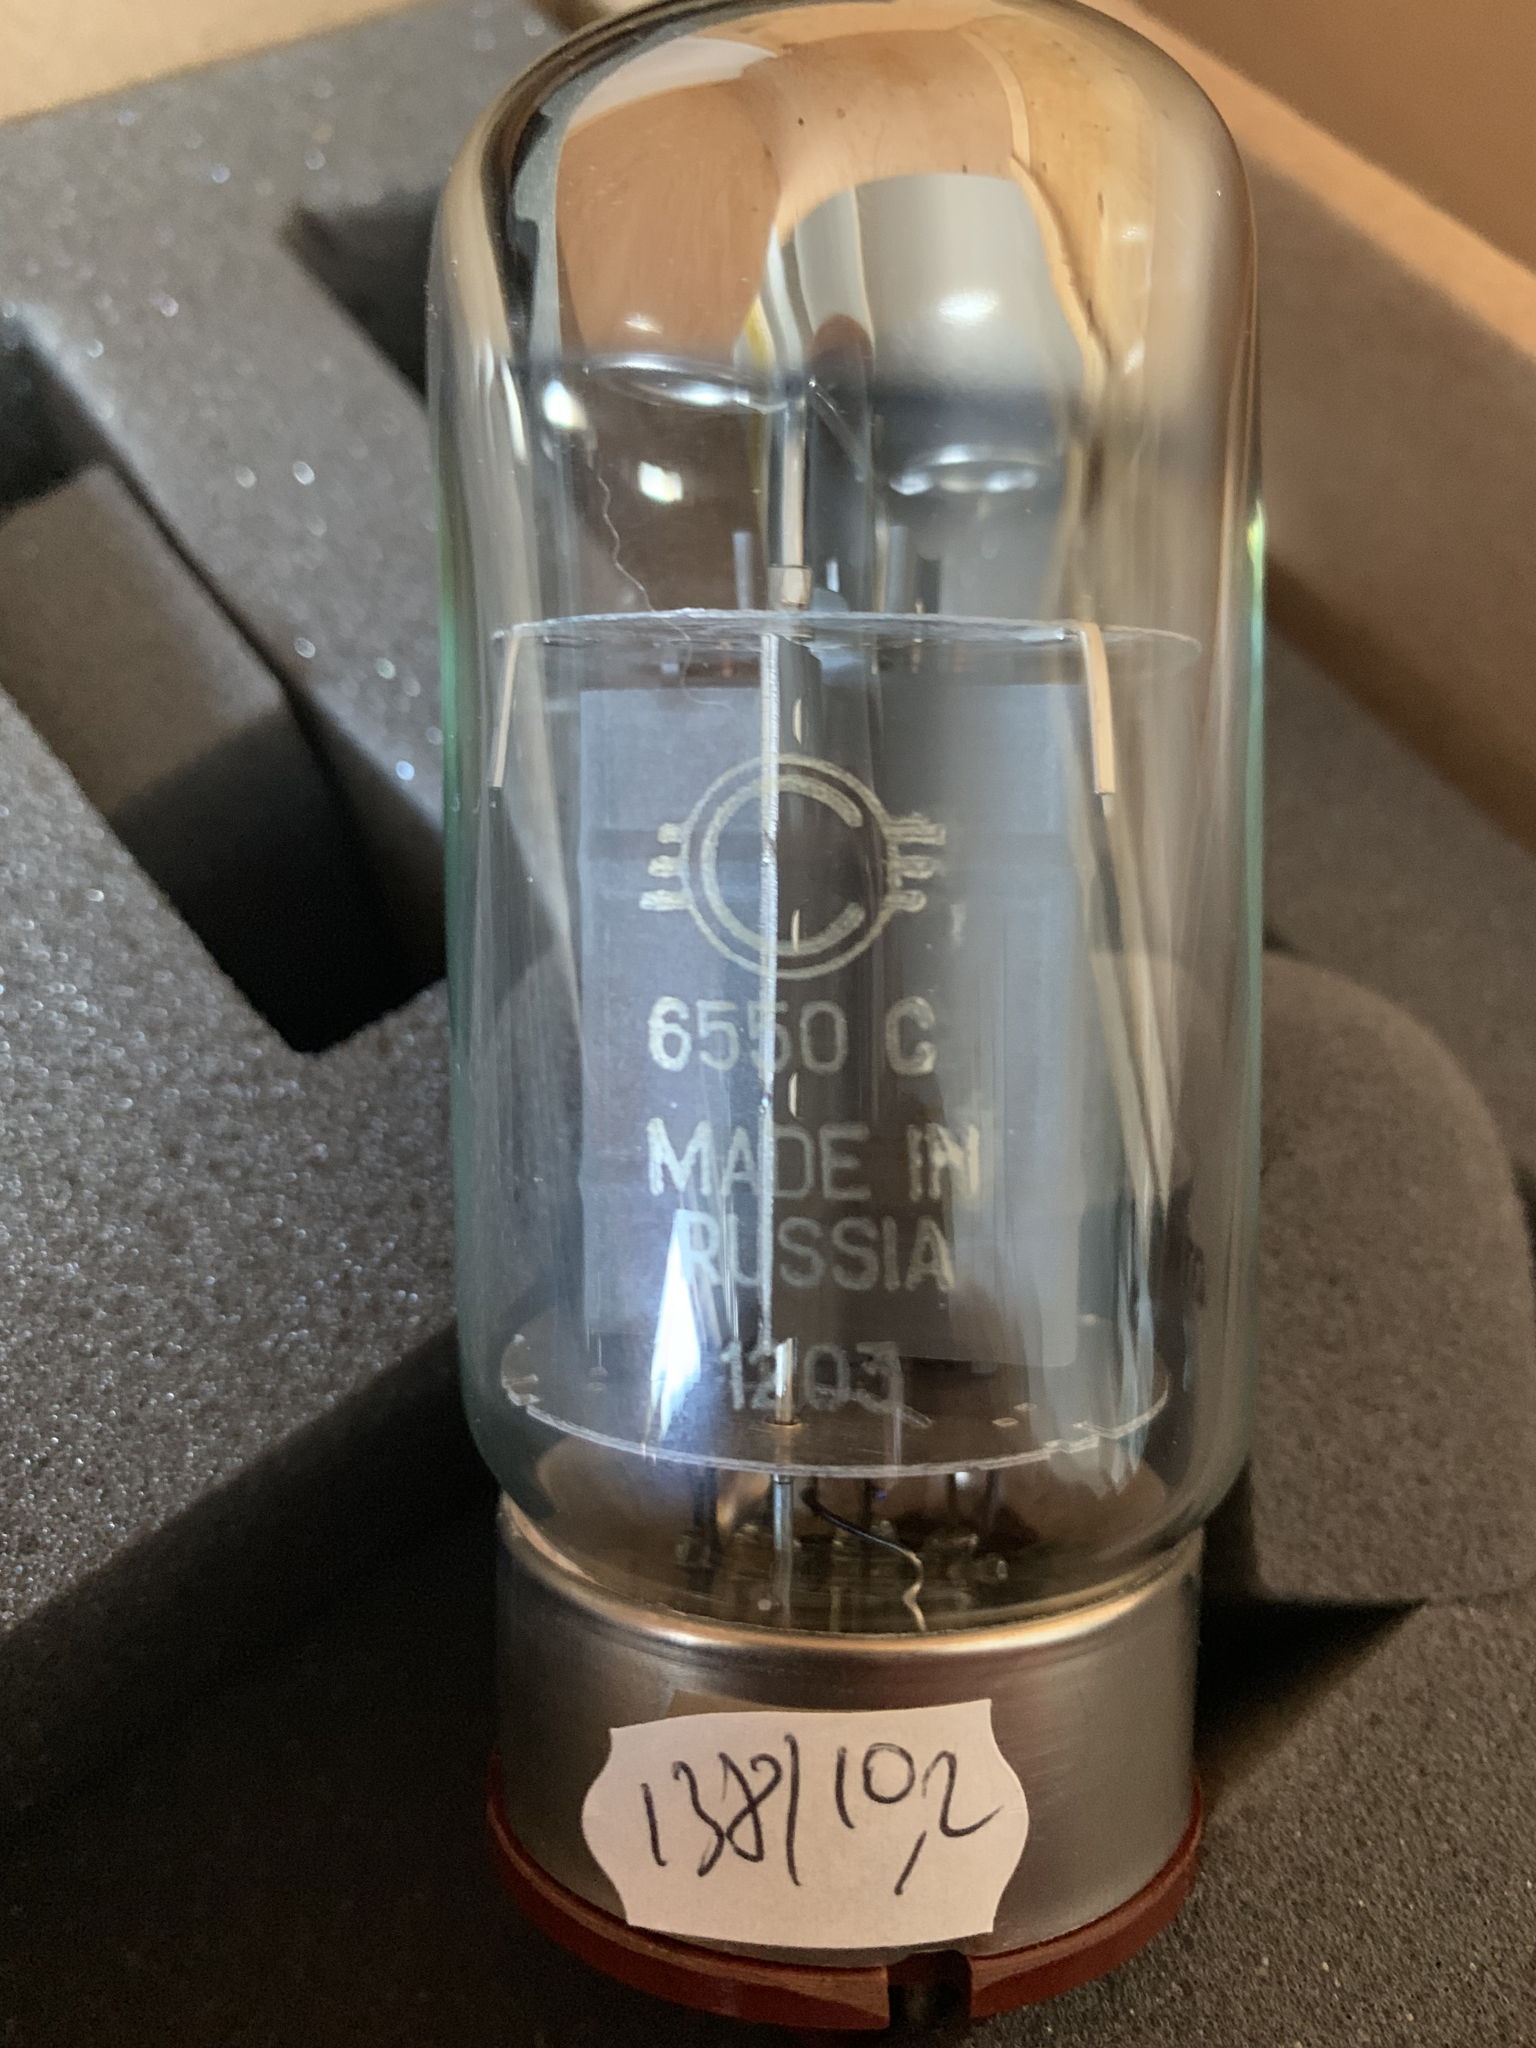 C
6550 C
MADE IN
RUSSIA
1203
138/10,2